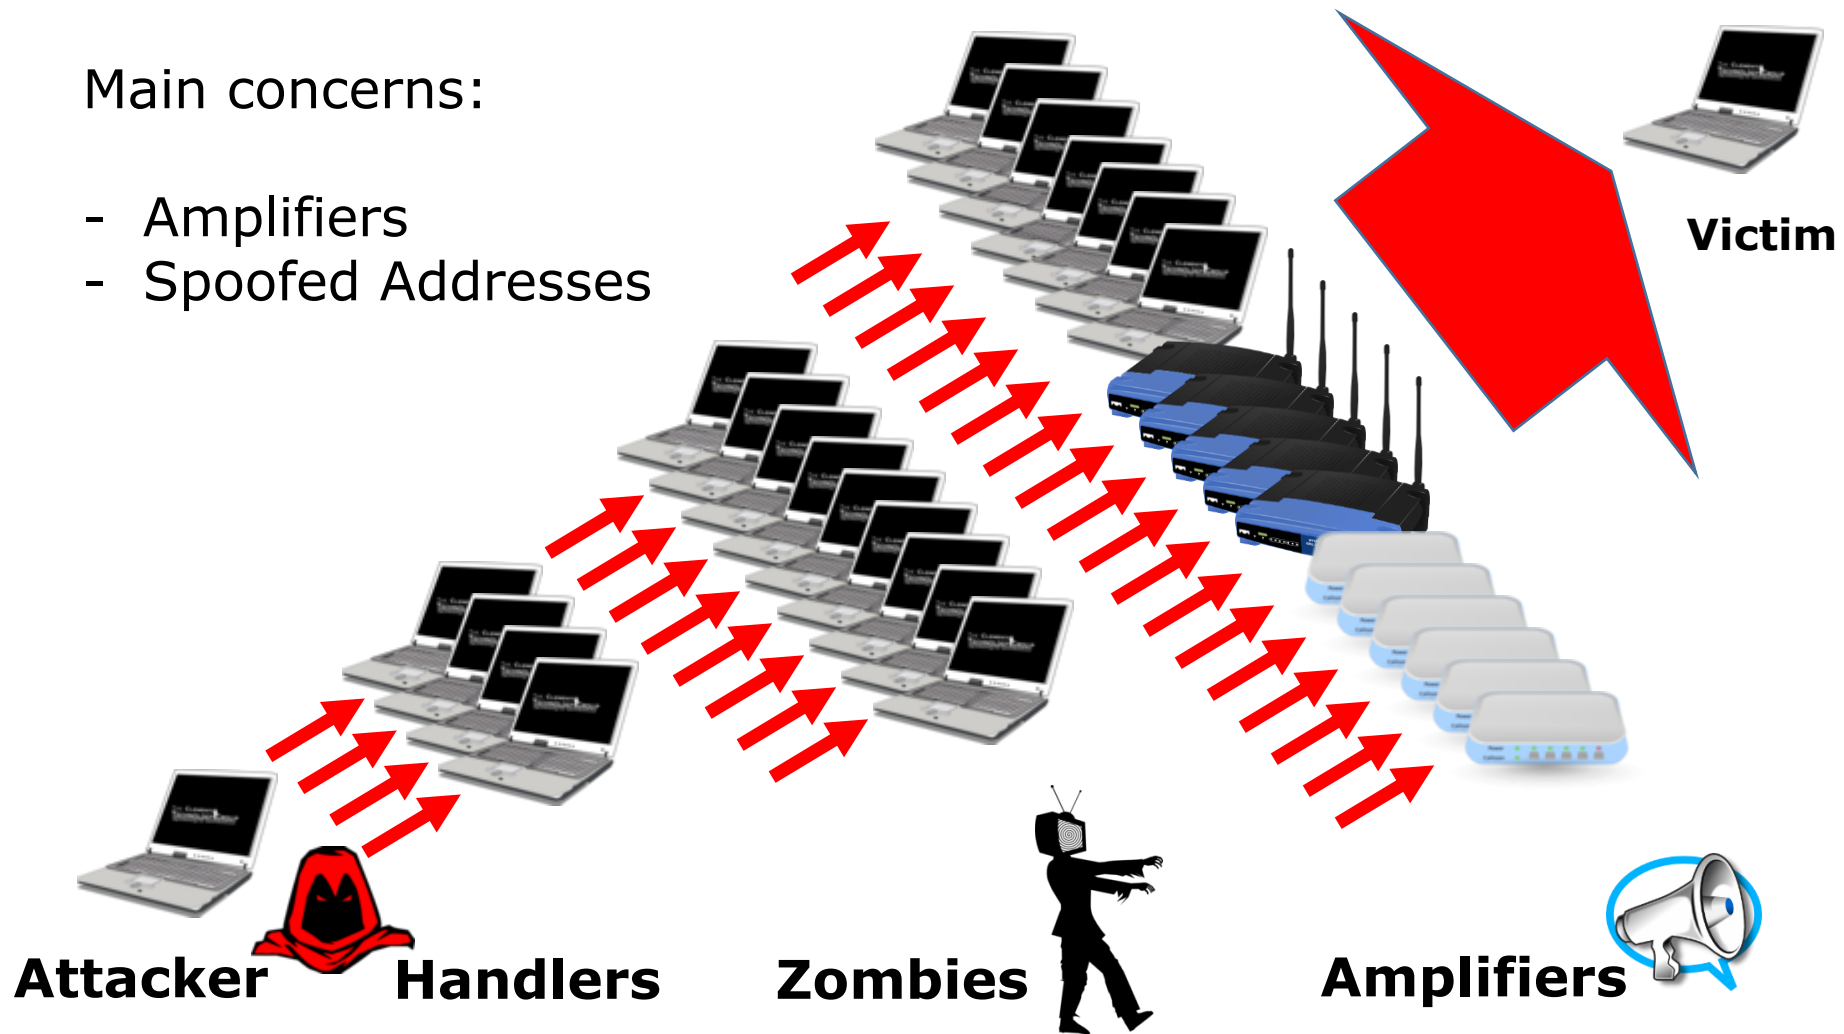 Main concerns:
- Amplifiers
- Spoofed Addresses
Victim
Attacker
Handlers
Zombies
Amplifiers